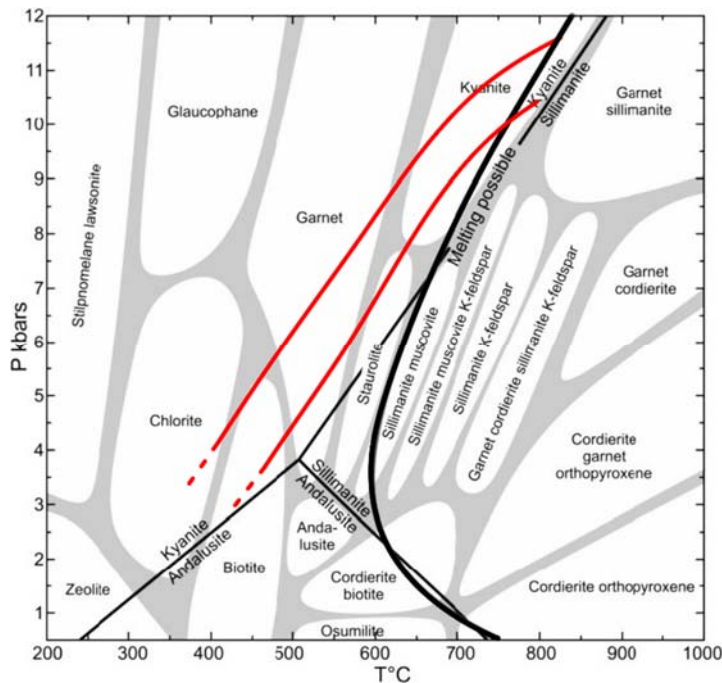 12
11
10
9
8
7
6
5
4
3
2
1
P kbars
200
300
400
500
600
700
800
900
1000
T°C
Stilpnomelane lawsonite
Glaucophane
Garnet
Kyanite
Kyanite
Sillimanite
Garnet
sillimanite
Melting possible
Garnet
cordierite
Chlorite
Staurolite
Sillimanite muscovite
Sillimanite muscovite K-feldspar
Sillimanite K-feldspar
Garnet cordierite sillimanite K-feldspar
Cordierite
garnet
orthopyroxene
Kyanite
Andalusite
Sillimanite
Andalusite
Zeolite
Biotite
Anda-
lusite
Cordierite
biotite
Osumilite
Cordierite orthopyroxene